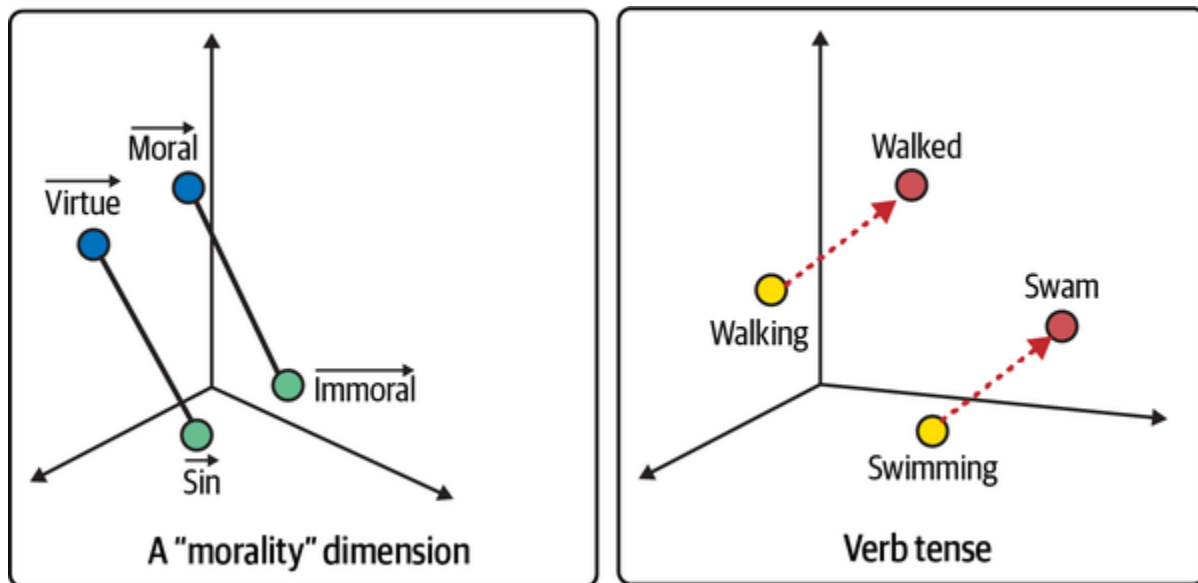 Moral
Virtue
Immoral
Sin
A “morality” dimension
Walked
Walking
Swam
Swimming
Verb tense